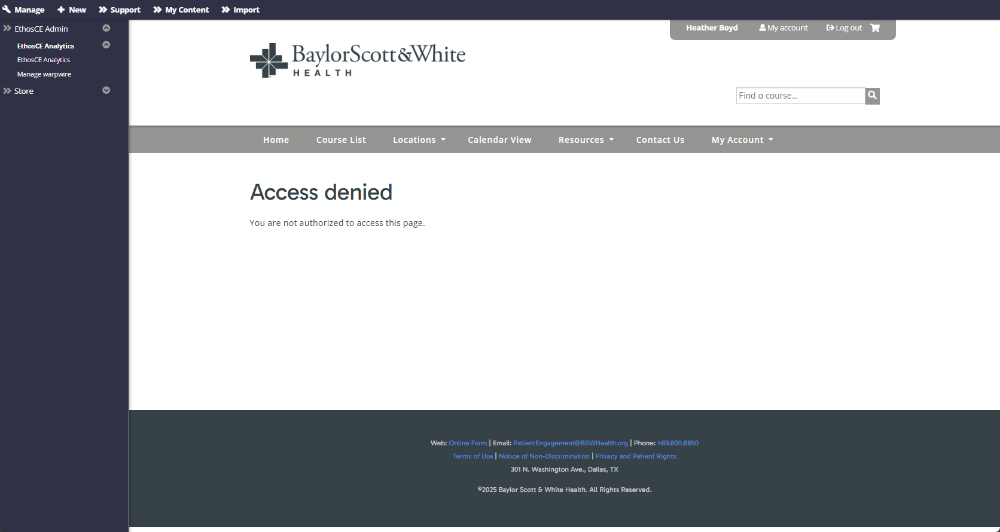 Manage New Support My Content Import
EthosCE Admin
EthosCE Analytics
EthosCE Analytics
Manage warpwire
Store
Heather Boyd My account Log out
BaylorScott&White
HEALTH
Find a course...
Home Course List Locations Calendar View Resources Contact Us My Account
Access denied
You are not authorized to access this page.
Web: Online Form | Email: PatientEngagement@BSWHealth.org | Phone: 469.800.8850
Terms of Use | Notice of Non-Discrimination | Privacy and Patient Rights
301 N. Washington Ave., Dallas, TX
©2025 Baylor Scott & White Health. All Rights Reserved.